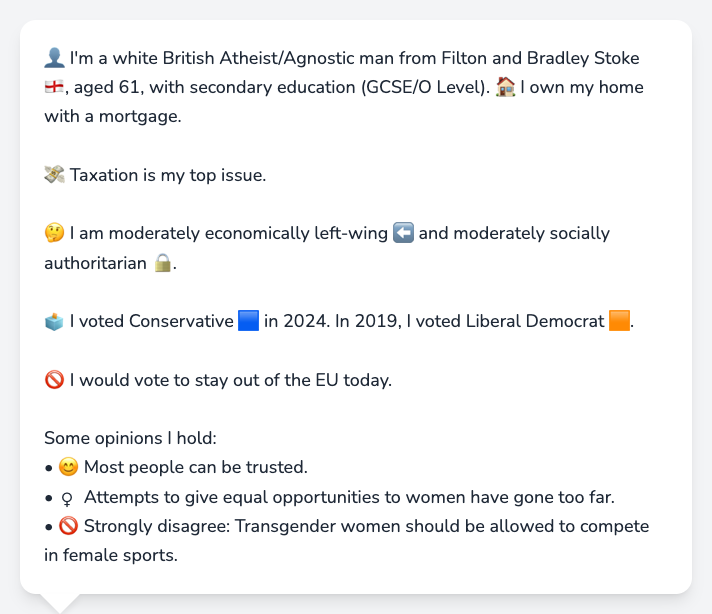 👤 I'm a white British Atheist/Agnostic man from Filton and Bradley Stoke
🏴󠁧󠁢󠁥󠁮󠁧󠁿, aged 61, with secondary education (GCSE/O Level). 🏠 I own my home
with a mortgage.
💸 Taxation is my top issue.
🤔 I am moderately economically left-wing ⬅️ and moderately socially
authoritarian 🔒.
🗳️ I voted Conservative 🟦 in 2024. In 2019, I voted Liberal Democrat 🟧.
🚫 I would vote to stay out of the EU today.
Some opinions I hold:
• 😊 Most people can be trusted.
• ♀ Attempts to give equal opportunities to women have gone too far.
• 🚫 Strongly disagree: Transgender women should be allowed to compete
in female sports.